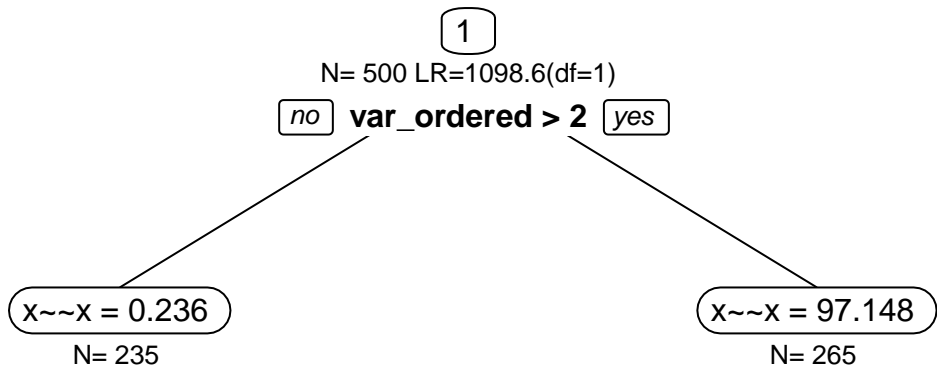 1
N= 500 LR=1098.6(df=1)
no var_ordered > 2 yes
x~~x = 0.236 x~~x = 97.148
N= 235 N= 265